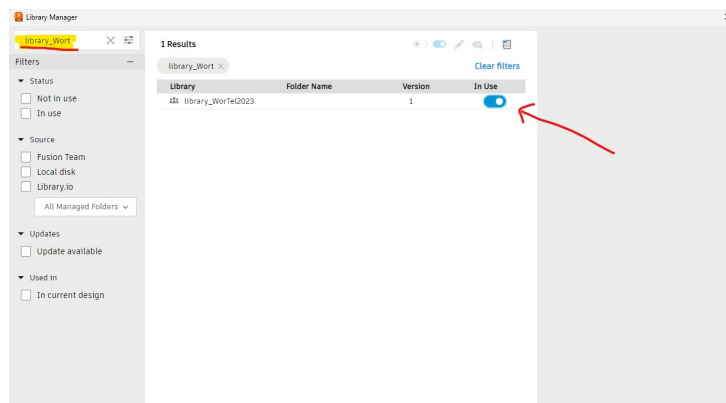 Library Manager
library_Wort
1 Results
Filters
library_Wort
Clear filters
Status
Library Folder Name Version In Use
Not in use
library_WorTel2023 1
In use
Source
Fusion Team
Local disk
Library.io
All Managed Folders
Updates
Update available
Used in
In current design